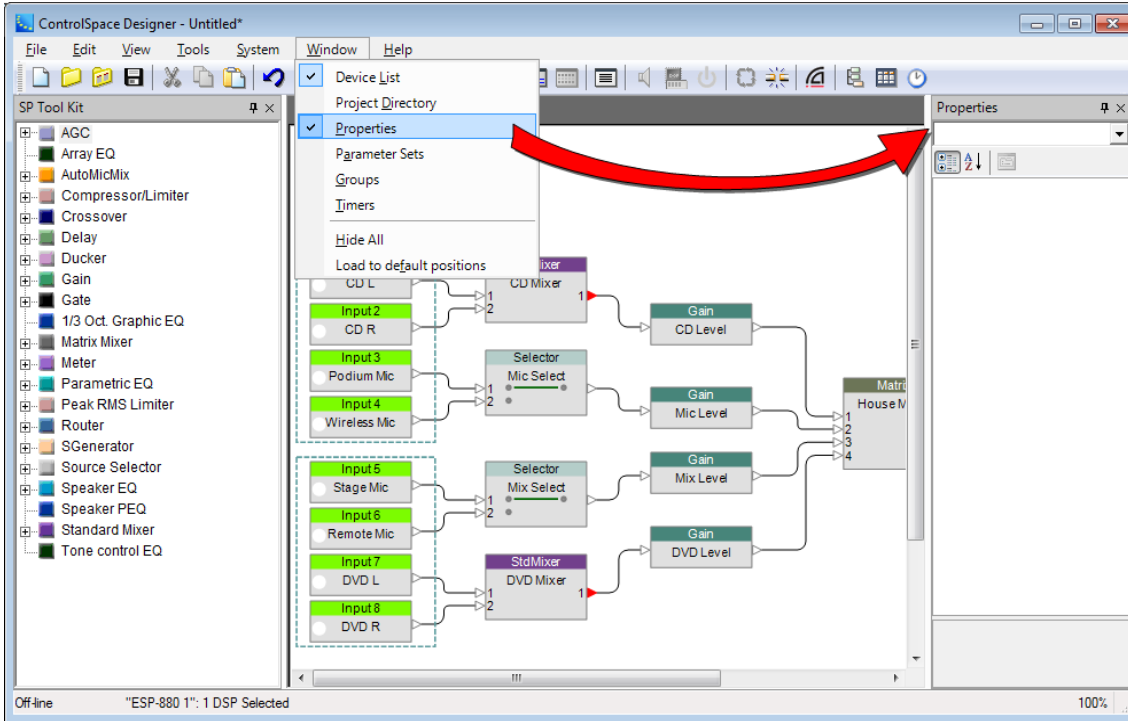 ControlSpace Designer - Untitled*
File Edit View Tools System Window Help
SP Tool Kit
AGC
Array EQ
AutoMicMix
Compressor/Limiter
Crossover
Delay
Ducker
Gain
Gate
1/3 Oct. Graphic EQ
Matrix Mixer
Meter
Parametric EQ
Peak RMS Limiter
Router
SGenerator
Source Selector
Speaker EQ
Speaker PEQ
Standard Mixer
Tone control EQ
Device List
Project Directory
Properties
Parameter Sets
Groups
Timers
Hide All
Load to default positions
CD L
Input 2
CD R
Input 3
Podium Mic
Input 4
Wireless Mic
Input 5
Stage Mic
Input 6
Remote Mic
Input 7
DVD L
Input 8
DVD R
ixer
CD Mixer
1 1
2
Selector
Mic Select
1
2
Selector
Mix Select
1
2
StdMixer
DVD Mixer
1 1
2
Gain
CD Level
Gain
Mic Level
Gain
Mix Level
Gain
DVD Level
Matri
House M
1
2
3
4
Properties
Off-line "ESP-880 1": 1 DSP Selected 100%